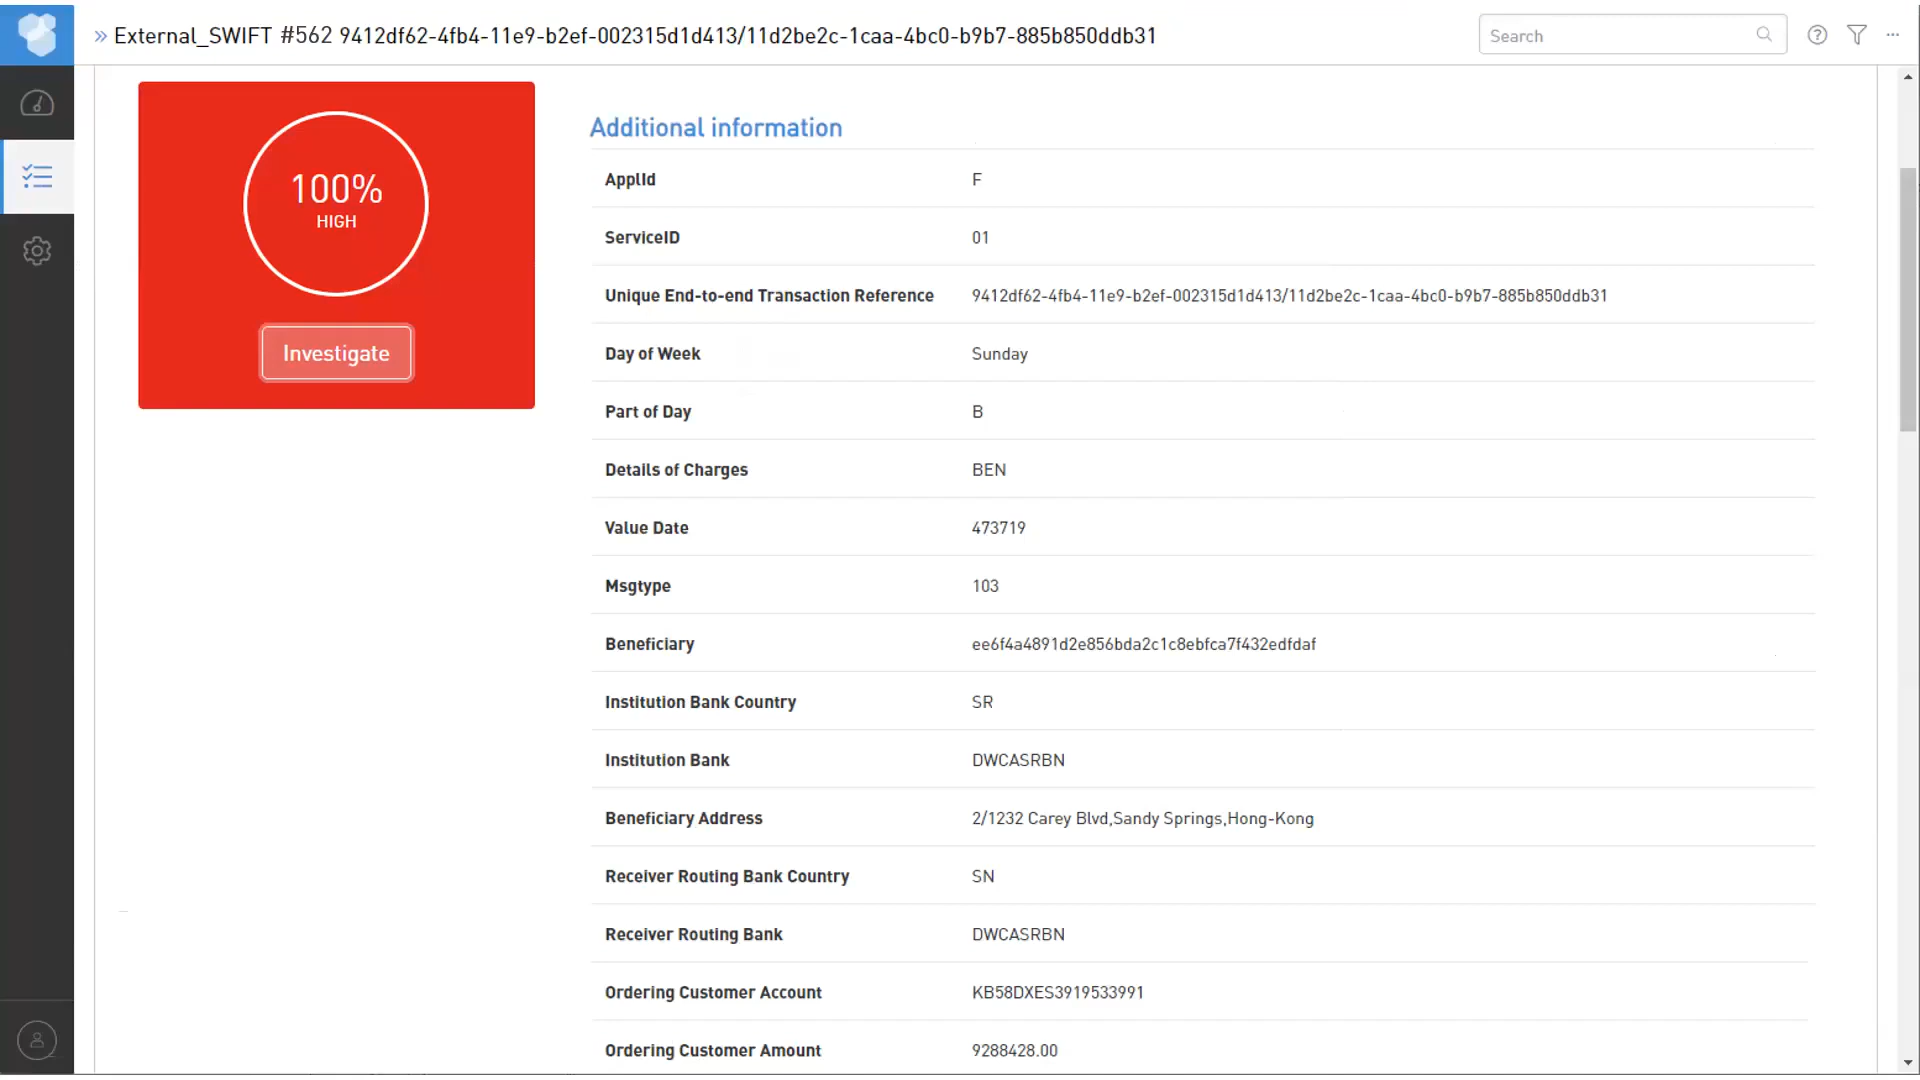 » External_SWIFT #562 9412df62-4fb4-11e9-b2ef-002315d1d413/11d2be2c-1caa-4bc0-b9b7-885b850ddb31
Search
100%
HIGH
Investigate
Additional information
ApplId F
ServiceID 01
Unique End-to-end Transaction Reference 9412df62-4fb4-11e9-b2ef-002315d1d413/11d2be2c-1caa-4bc0-b9b7-885b850ddb31
Day of Week Sunday
Part of Day B
Details of Charges BEN
Value Date 473719
Msgtype 103
Beneficiary ee6f4a4891d2e856bda2c1c8ebfca7f432edfdaf
Institution Bank Country SR
Institution Bank DWCASRBN
Beneficiary Address 2/1232 Carey Blvd,Sandy Springs,Hong-Kong
Receiver Routing Bank Country SN
Receiver Routing Bank DWCASRBN
Ordering Customer Account KB58DXES3919533991
Ordering Customer Amount 9288428.00